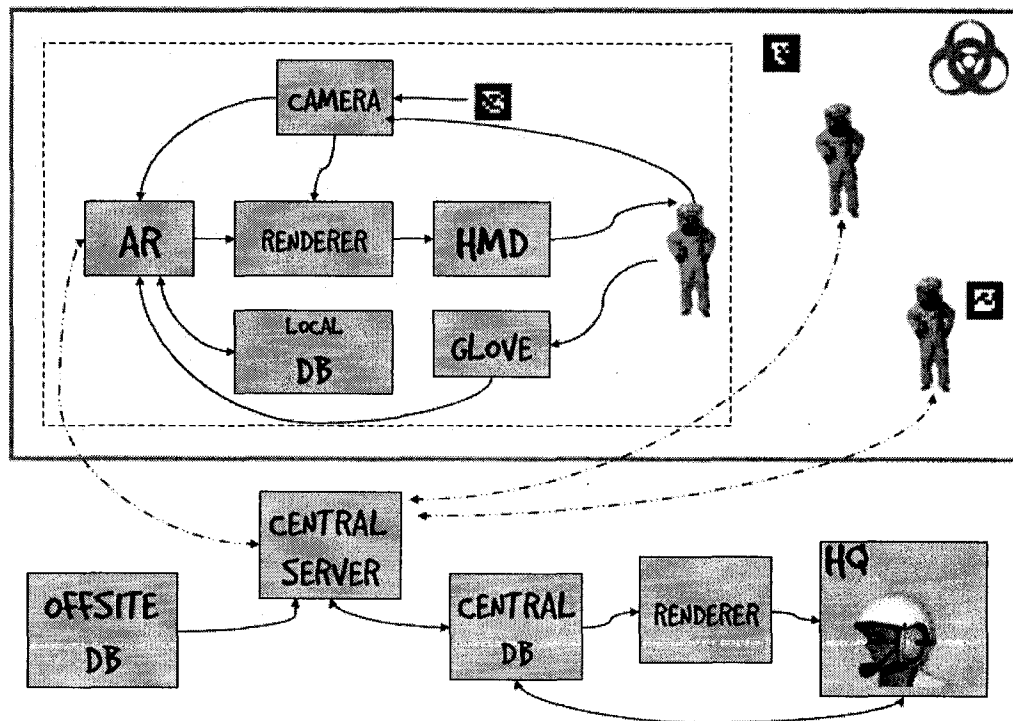 CAMERA
AR
RENDERER
HMD
LOCAL
DB
GLOVE
CENTRAL
SERVER
OFFSITE
DB
CENTRAL
DB
RENDERER
HQ